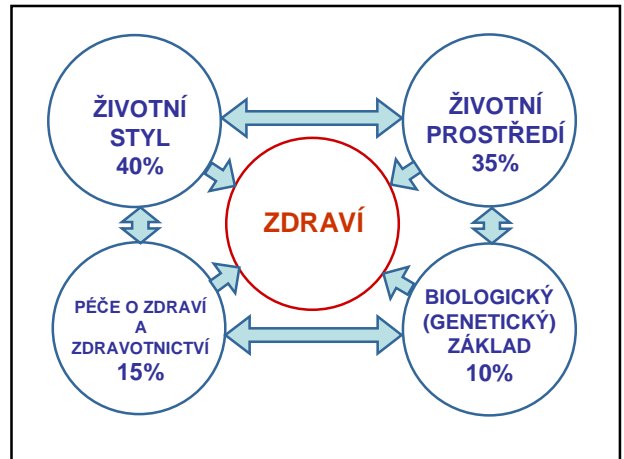 ŽIVOTNÍ
STYL
40%
ŽIVOTNÍ
PROSTŘEDÍ
35%
ZDRAVÍ
PÉČE O ZDRAVÍ
A
ZDRAVOTNICTVÍ
15%
BIOLOGICKÝ
(GENETICKÝ)
ZÁKLAD
10%